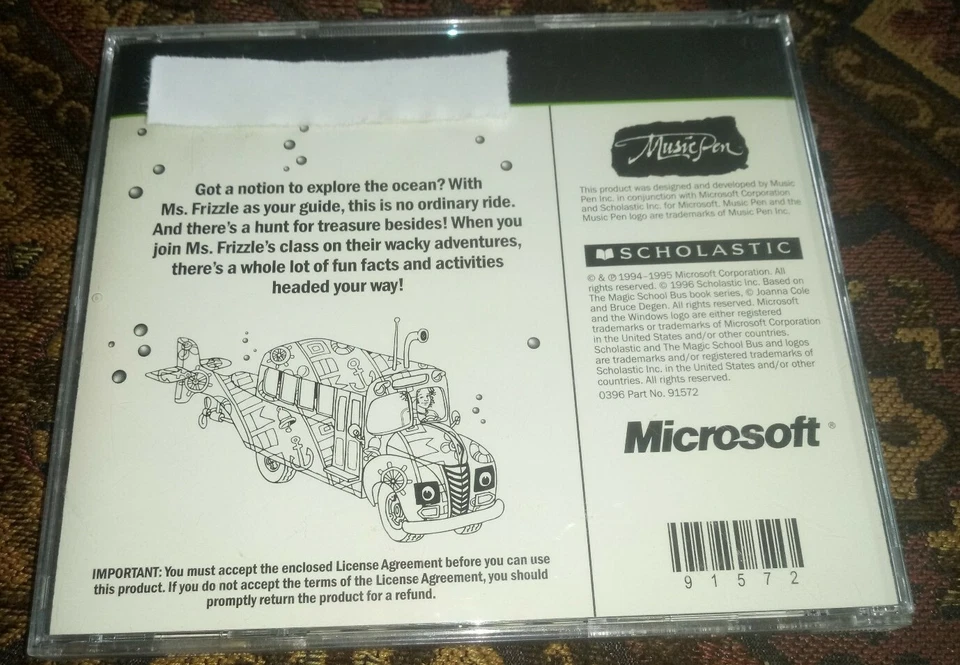 Got a notion to explore the ocean? With
Ms. Frizzle as your guide, this is no ordinary ride.
And there's a hunt for treasure besides! When you
join Ms. Frizzle's class on their wacky adventures,
there's a whole lot of fun facts and activities
headed your way!
IMPORTANT: You must accept the enclosed License Agreement before you can use
this product. If you do not accept the terms of the License Agreement, you should
promptly return the product for a refund.
Music Pen
This product was designed and developed by Music
Pen Inc. in conjunction with Microsoft Corporation
and Scholastic Inc. for Microsoft. Music Pen and the
Music Pen logo are trademarks of Music Pen Inc.
SCHOLASTIC
© & ℗ 1994–1995 Microsoft Corporation. All
rights reserved. © 1996 Scholastic Inc. Based on
The Magic School Bus book series, © Joanna Cole
and Bruce Degen. All rights reserved. Microsoft
and the Windows logo are either registered
trademarks or trademarks of Microsoft Corporation
in the United States and/or other countries.
Scholastic and The Magic School Bus and logos
are trademarks and/or registered trademarks of
Scholastic Inc. in the United States and/or other
countries. All rights reserved.
0396 Part No. 91572
Microsoft®
91572